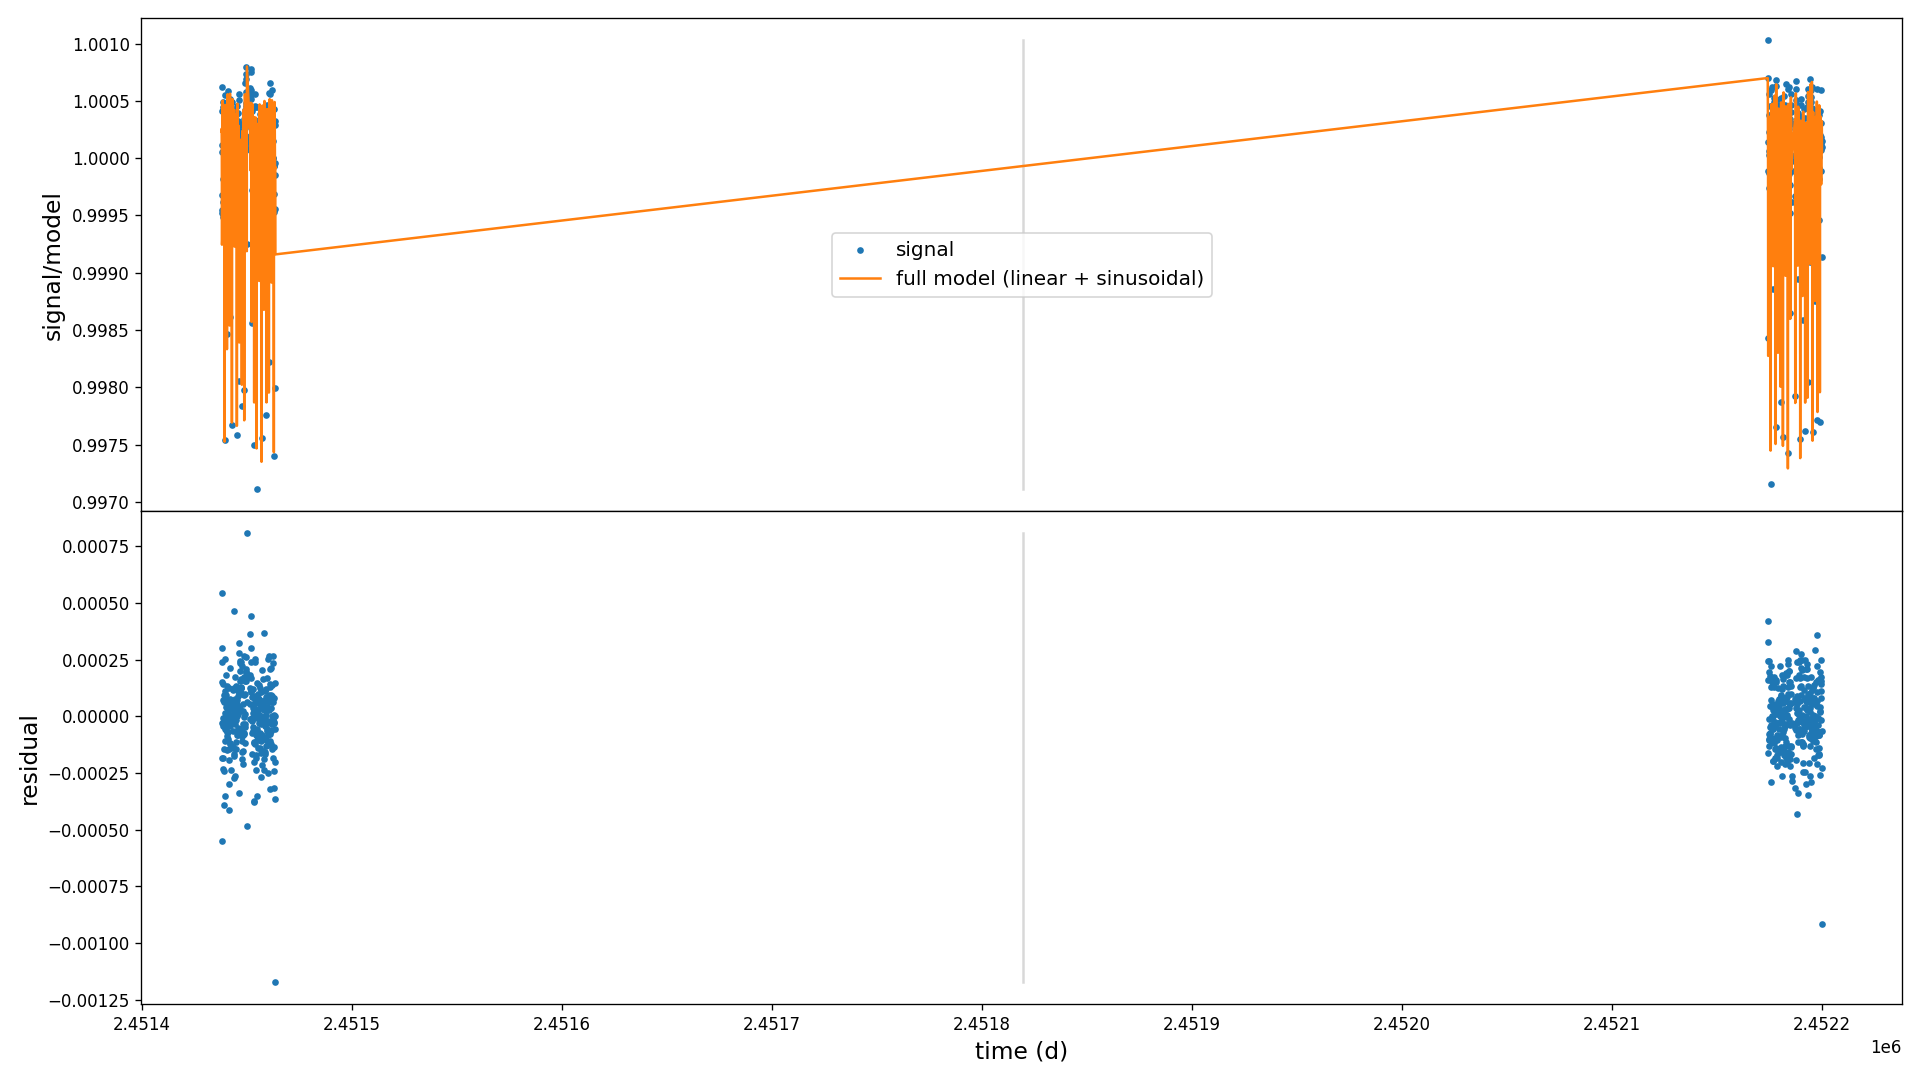 1.0010
1.0005
1.0000
0.9995
0.9990
0.9985
0.9980
0.9975
0.9970
signal/model
signal
full model (linear + sinusoidal)
0.00075
0.00050
0.00025
0.00000
−0.00025
−0.00050
−0.00075
−0.00100
−0.00125
residual
2.4514 2.4515 2.4516 2.4517 2.4518 2.4519 2.4520 2.4521 2.4522
1e6
time (d)